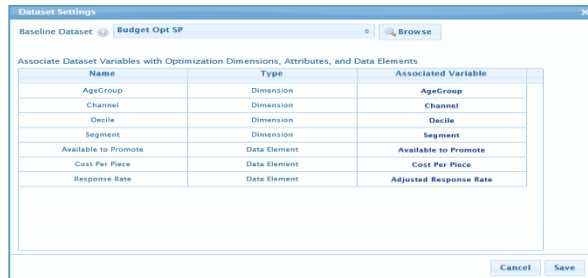 Dataset Settings
Baseline Dataset Budget Opt SP Browse
Associate Dataset Variables with Optimization Dimensions, Attributes, and Data Elements
Name Type Associated Variable
AgeGroup Dimension AgeGroup
Channel Dimension Channel
Decile Dimension Decile
Segment Dimension Segment
Available to Promote Data Element Available to Promote
Cost Per Piece Data Element Cost Per Piece
Response Rate Data Element Adjusted Response Rate
Cancel Save